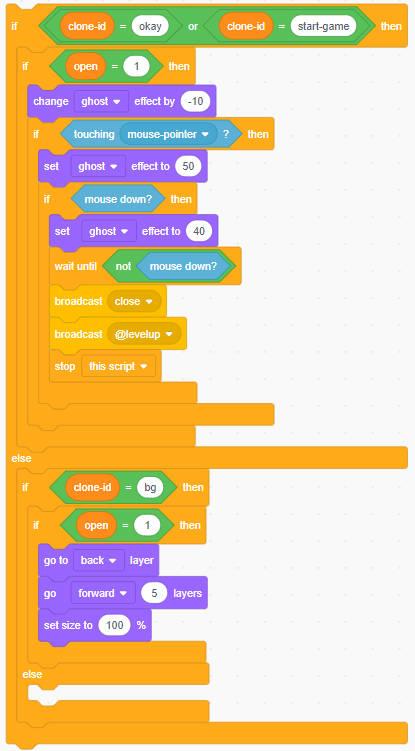 if clone-id = okay or clone-id = start-game then
if open = 1 then
change ghost effect by -10
if touching mouse-pointer ? then
set ghost effect to 50
if mouse down? then
set ghost effect to 40
wait until not mouse down?
broadcast close
broadcast @levelup
stop this script
else
if clone-id = bg then
if open = 1 then
go to back layer
go forward 5 layers
set size to 100 %
else